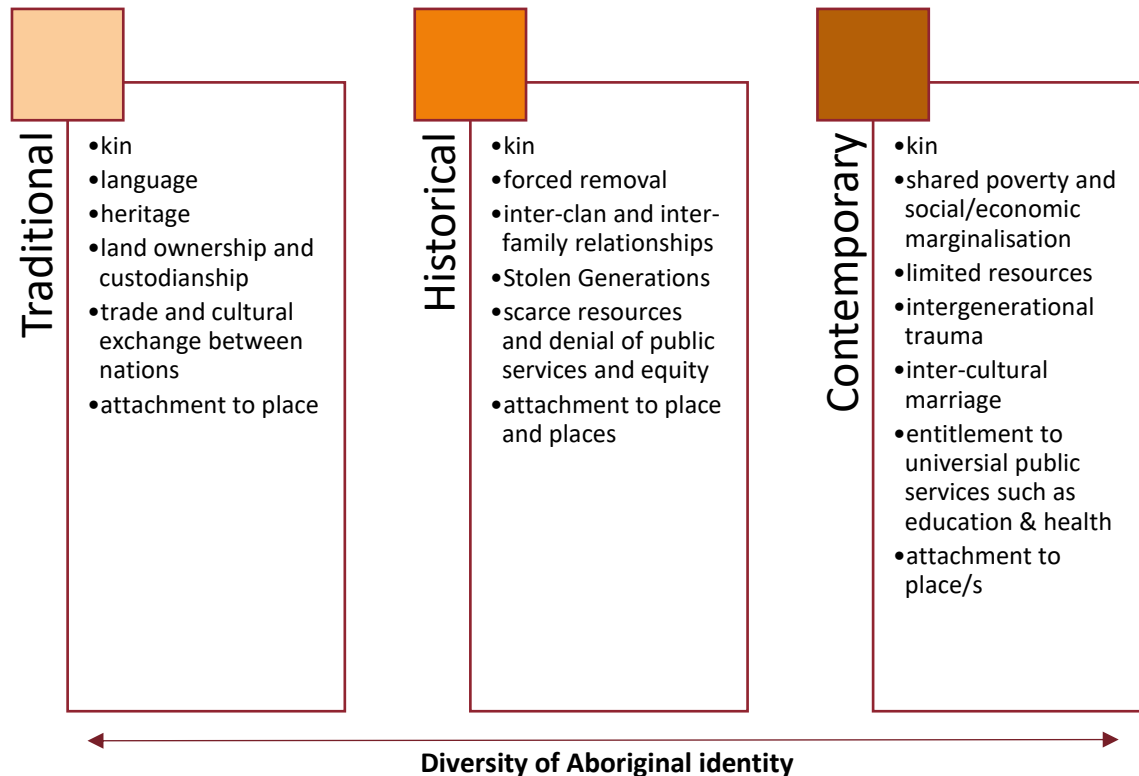 Traditional
•kin
•language
•heritage
•land ownership and
custodianship
•trade and cultural
exchange between
nations
•attachment to place
Historical
•kin
•forced removal
•inter-clan and inter-
family relationships
•Stolen Generations
•scarce resources
and denial of public
services and equity
•attachment to place
and places
Contemporary
•kin
•shared poverty and
social/economic
marginalisation
•limited resources
•intergenerational
trauma
•inter-cultural
marriage
•entitlement to
universial public
services such as
education & health
•attachment to
place/s
Diversity of Aboriginal identity